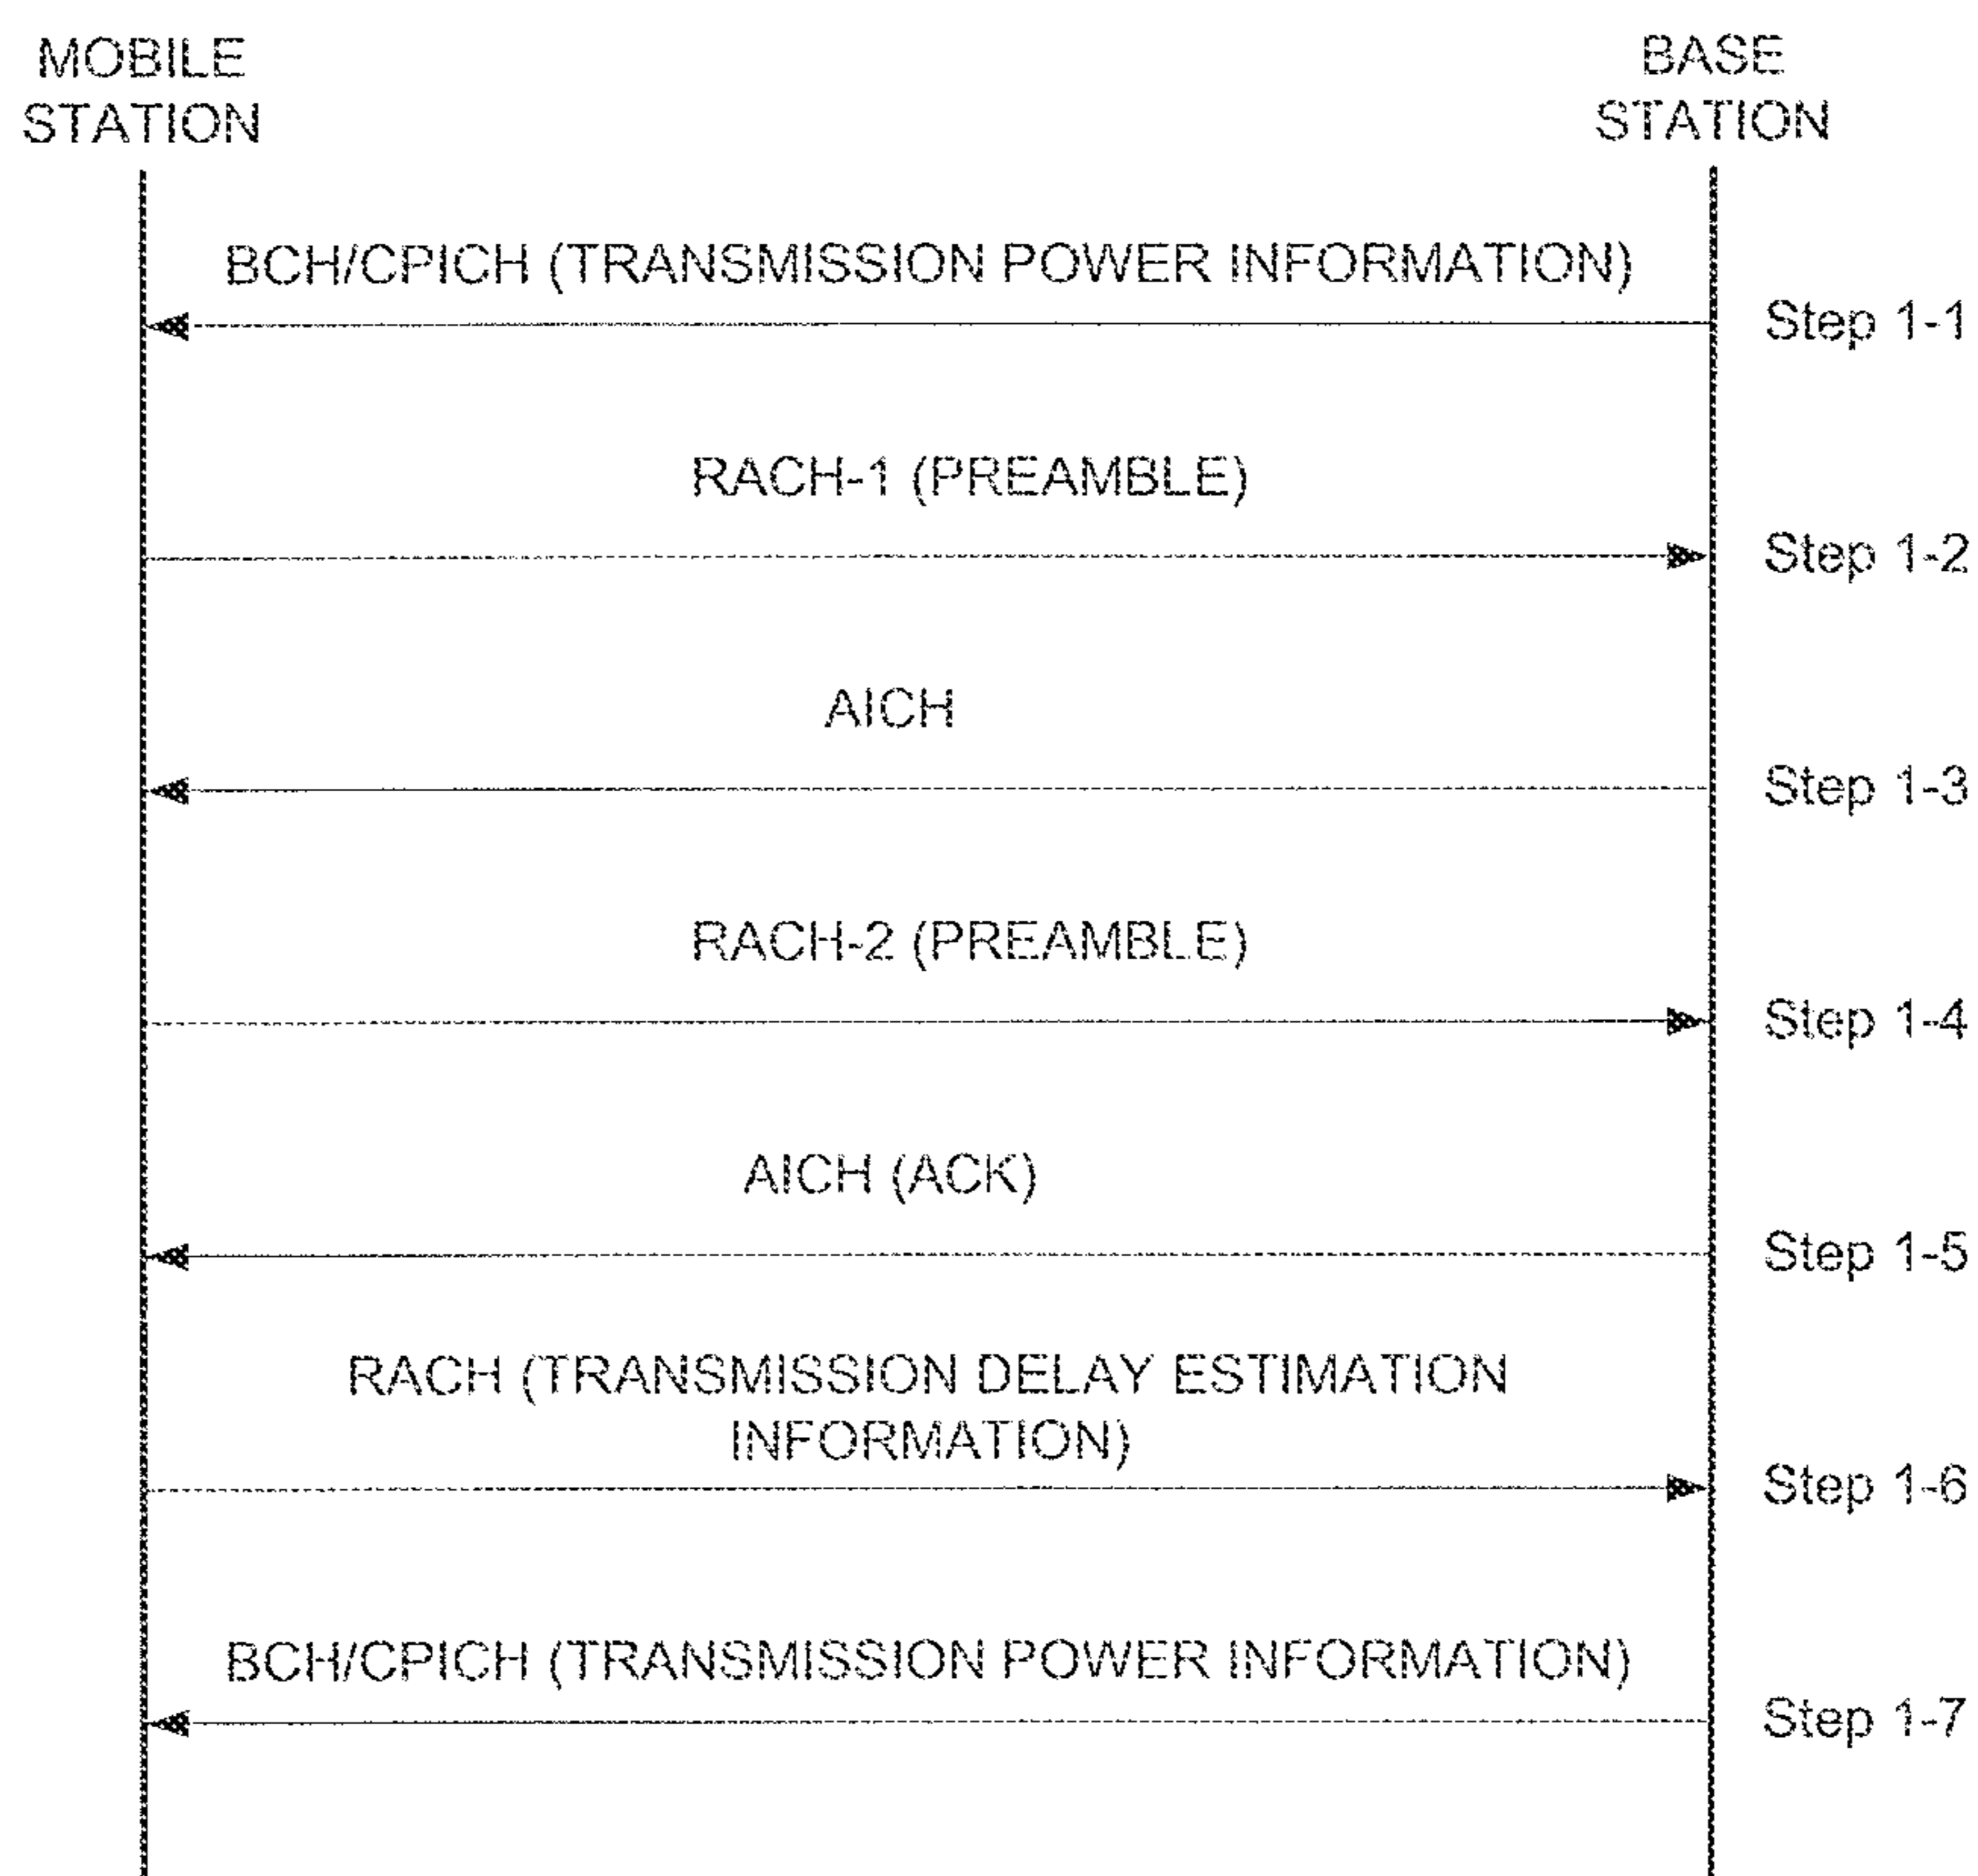 MOBILE
STATION
BASE
STATION
BCH/CPICH (TRANSMISSION POWER INFORMATION)
Step 1-1
RACH-1 (PREAMBLE)
Step 1-2
AICH
Step 1-3
RACH-2 (PREAMBLE)
Step 1-4
AICH (ACK)
Step 1-5
RACH (TRANSMISSION DELAY ESTIMATION
INFORMATION)
Step 1-6
BCH/CPICH (TRANSMISSION POWER INFORMATION)
Step 1-7